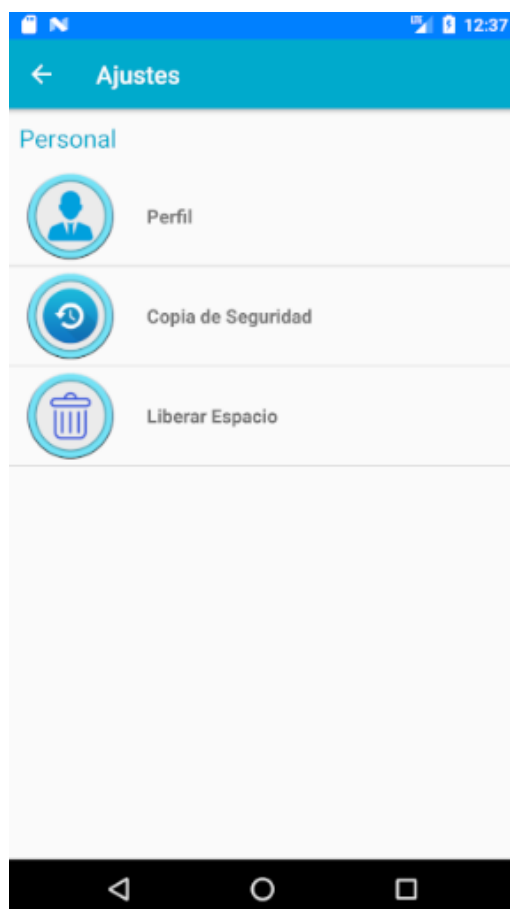 12:37
Ajustes
Personal
Perfil
Copia de Seguridad
Liberar Espacio